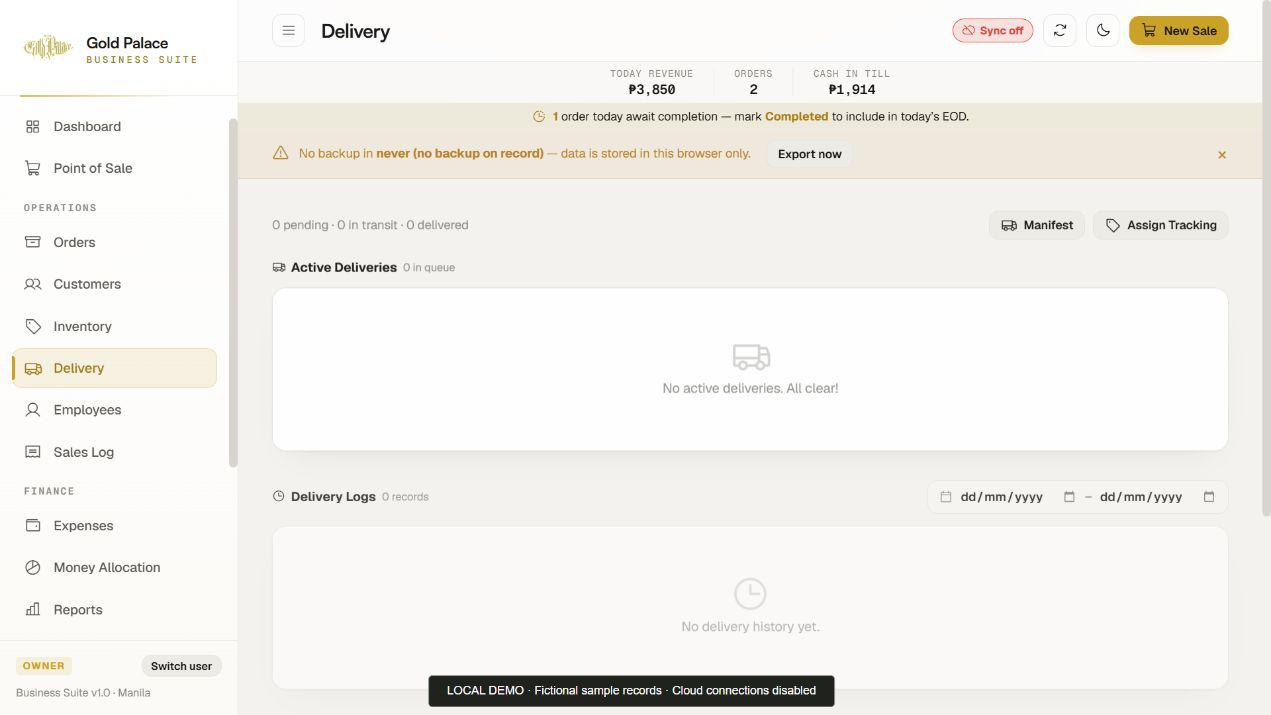 Gold Palace
BUSINESS SUITE
Dashboard
Point of Sale
OPERATIONS
Orders
Customers
Inventory
Delivery
Employees
Sales Log
FINANCE
Expenses
Money Allocation
Reports
OWNER
Switch user
Business Suite v1.0 · Manila
Delivery
Sync off
New Sale
TODAY REVENUE
₱3,850
ORDERS
2
CASH IN TILL
₱1,914
1 order today await completion — mark Completed to include in today's EOD.
No backup in never (no backup on record) — data is stored in this browser only.
Export now
×
0 pending · 0 in transit · 0 delivered
Manifest
Assign Tracking
Active Deliveries 0 in queue
No active deliveries. All clear!
Delivery Logs 0 records
dd/mm/yyyy – dd/mm/yyyy
No delivery history yet.
LOCAL DEMO · Fictional sample records · Cloud connections disabled